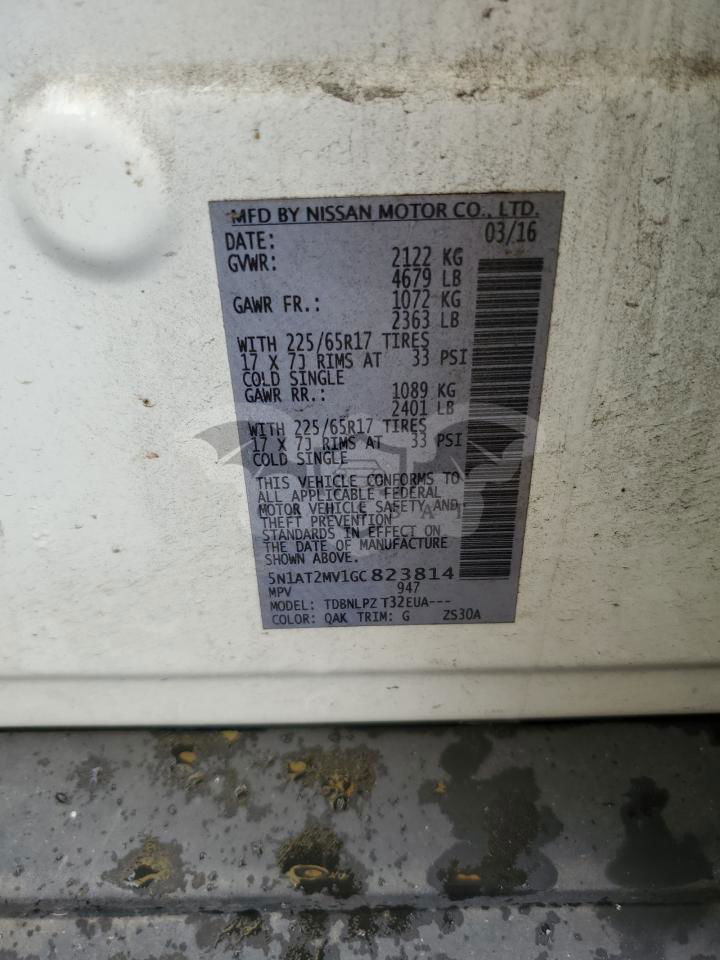 MFD BY NISSAN MOTOR CO., LTD.
DATE: 03/16
GVWR: 2122 KG
4679 LB
GAWR FR.: 1072 KG
2363 LB
WITH 225/65R17 TIRES
17 X 7J RIMS AT 33 PSI
COLD SINGLE
GAWR RR.: 1089 KG
2401 LB
WITH 225/65R17 TIRES
17 X 7J RIMS AT 33 PSI
COLD SINGLE
THIS VEHICLE CONFORMS TO
ALL APPLICABLE FEDERAL
MOTOR VEHICLE SAFETY AND
THEFT PREVENTION
STANDARDS IN EFFECT ON
THE DATE OF MANUFACTURE
SHOWN ABOVE.
5N1AT2MV1GC823814
MPV 947
MODEL: TDBNLPZ T32EUA---
COLOR: QAK TRIM: G ZS30A